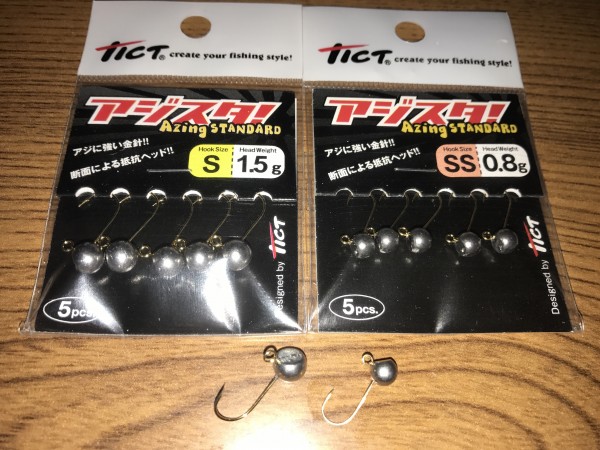 TICT® create your fishing style!
アジスタ!
Azing STANDARD
アジに強い金針!!
断面による抵抗ヘッド!!
Hook Size
S
Head Weight
1.5g
5pcs.
Designed by TICT
TICT® create your fishing style!
アジスタ!
Azing STANDARD
アジに強い金針!!
断面による抵抗ヘッド!!
Hook Size
SS
Head Weight
0.8g
5pcs.
Designed by TICT